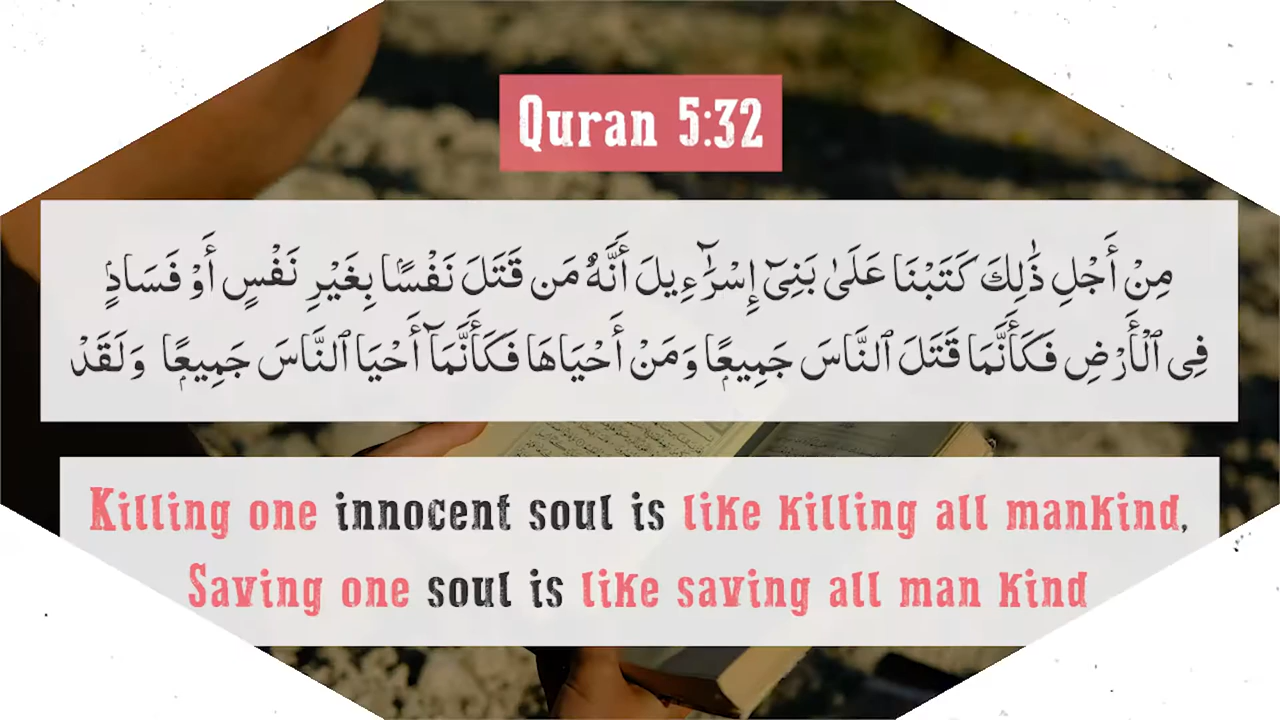 Quran 5:32
مِنْ أَجْلِ ذَٰلِكَ كَتَبْنَا عَلَىٰ بَنِىٓ إِسْرَٰٓءِيلَ أَنَّهُۥ مَن قَتَلَ نَفْسًۢا بِغَيْرِ نَفْسٍ أَوْ فَسَادٍۢ
فِى ٱلْأَرْضِ فَكَأَنَّمَا قَتَلَ ٱلنَّاسَ جَمِيعًۭا وَمَنْ أَحْيَاهَا فَكَأَنَّمَآ أَحْيَا ٱلنَّاسَ جَمِيعًۭا وَلَقَدْ
Killing one innocent soul is like killing all mankind,
Saving one soul is like saving all man kind